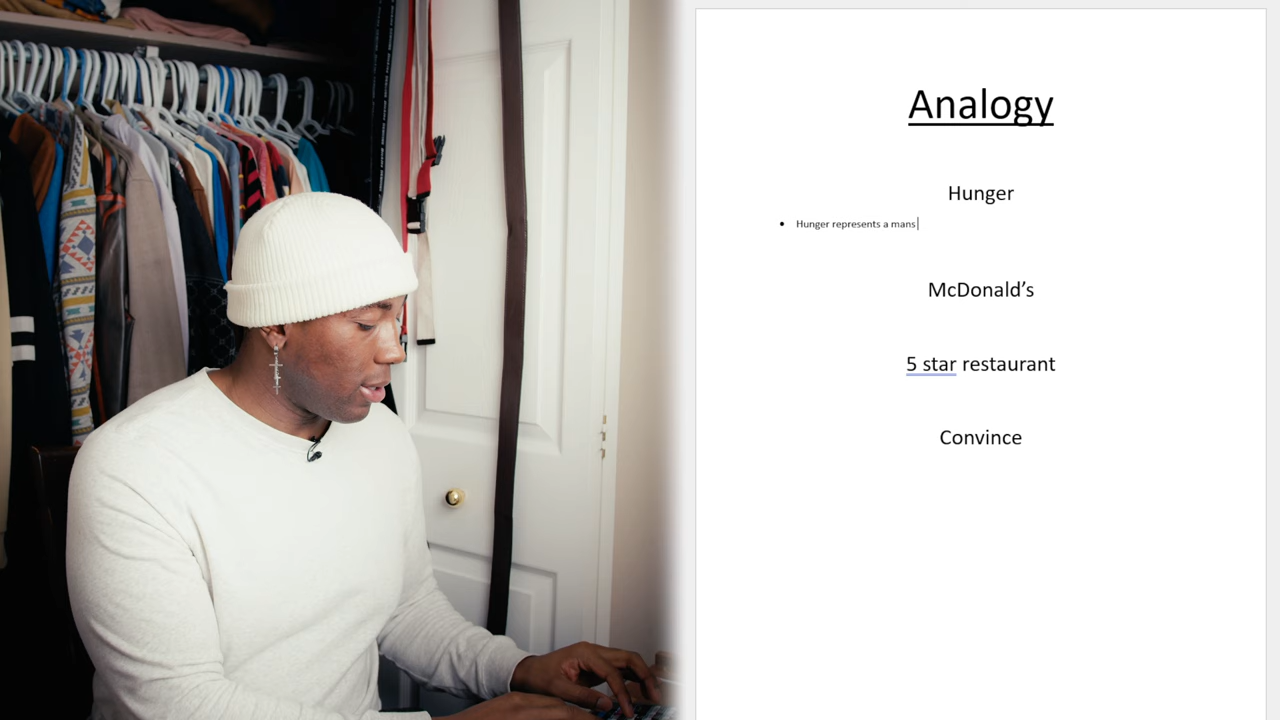 Analogy
Hunger
• Hunger represents a mans
McDonald’s
5 star restaurant
Convince